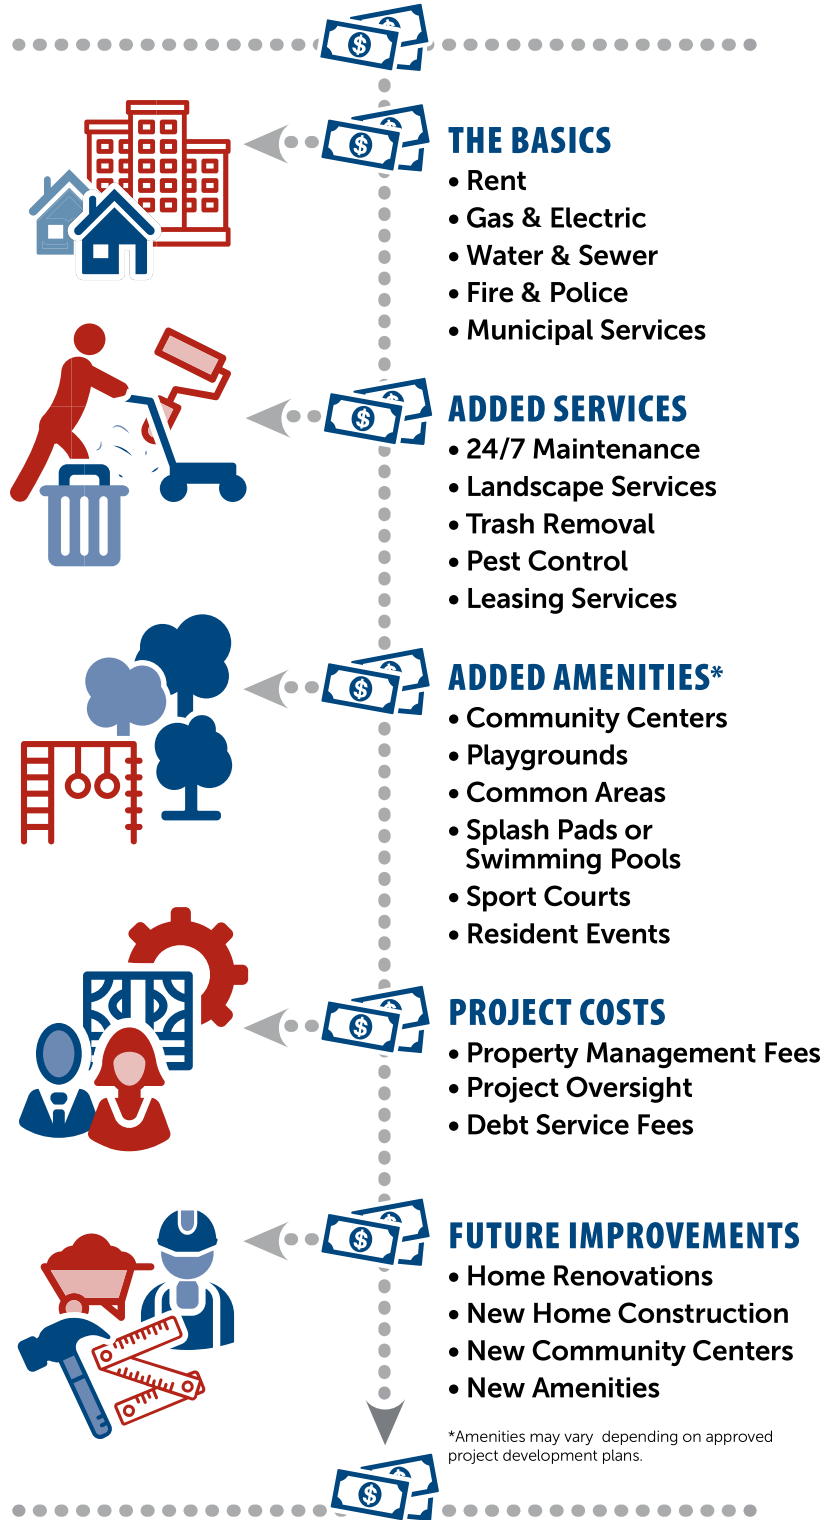 THE BASICS
• Rent
• Gas & Electric
• Water & Sewer
• Fire & Police
• Municipal Services
ADDED SERVICES
• 24/7 Maintenance
• Landscape Services
• Trash Removal
• Pest Control
• Leasing Services
ADDED AMENITIES*
• Community Centers
• Playgrounds
• Common Areas
• Splash Pads or
Swimming Pools
• Sport Courts
• Resident Events
PROJECT COSTS
• Property Management Fees
• Project Oversight
• Debt Service Fees
FUTURE IMPROVEMENTS
• Home Renovations
• New Home Construction
• New Community Centers
• New Amenities
*Amenities may vary depending on approved
project development plans.